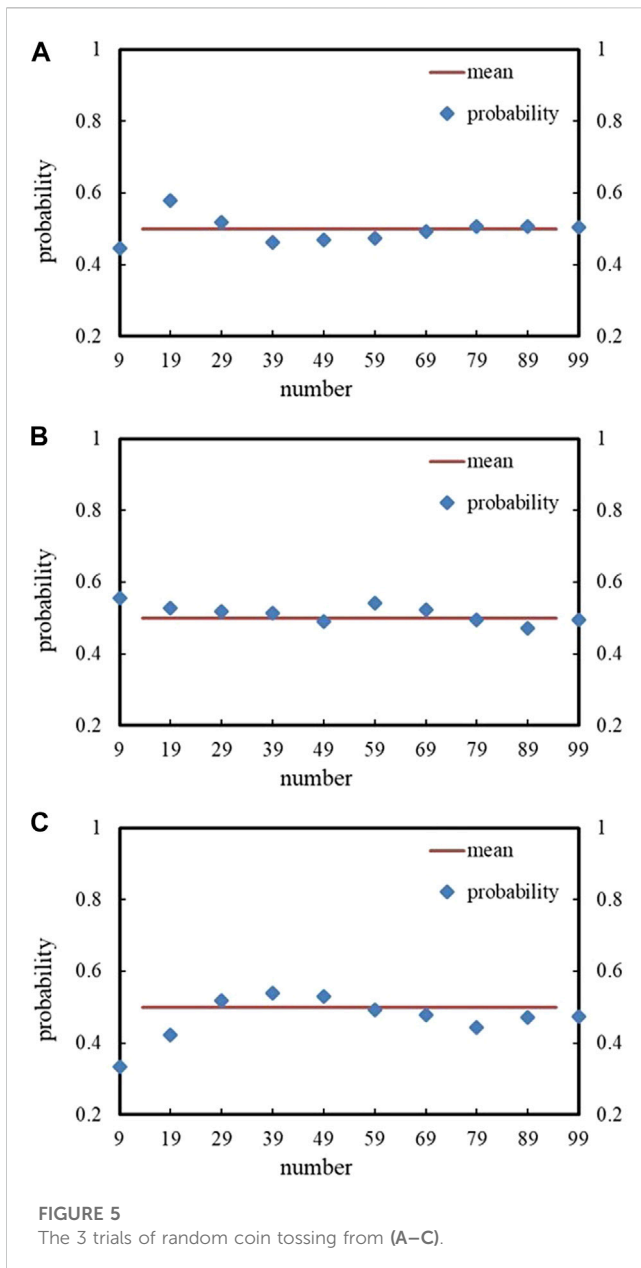 A
1 1
mean
probability
0.8 0.8
0.6 0.6
probability
0.4 0.4
0.2 0.2
9 19 29 39 49 59 69 79 89 99
number
B
1 1
mean
probability
0.8 0.8
0.6 0.6
probability
0.4 0.4
0.2 0.2
9 19 29 39 49 59 69 79 89 99
number
C
1 1
mean
probability
0.8 0.8
0.6 0.6
probability
0.4 0.4
0.2 0.2
9 19 29 39 49 59 69 79 89 99
number
FIGURE 5
The 3 trials of random coin tossing from (A–C).